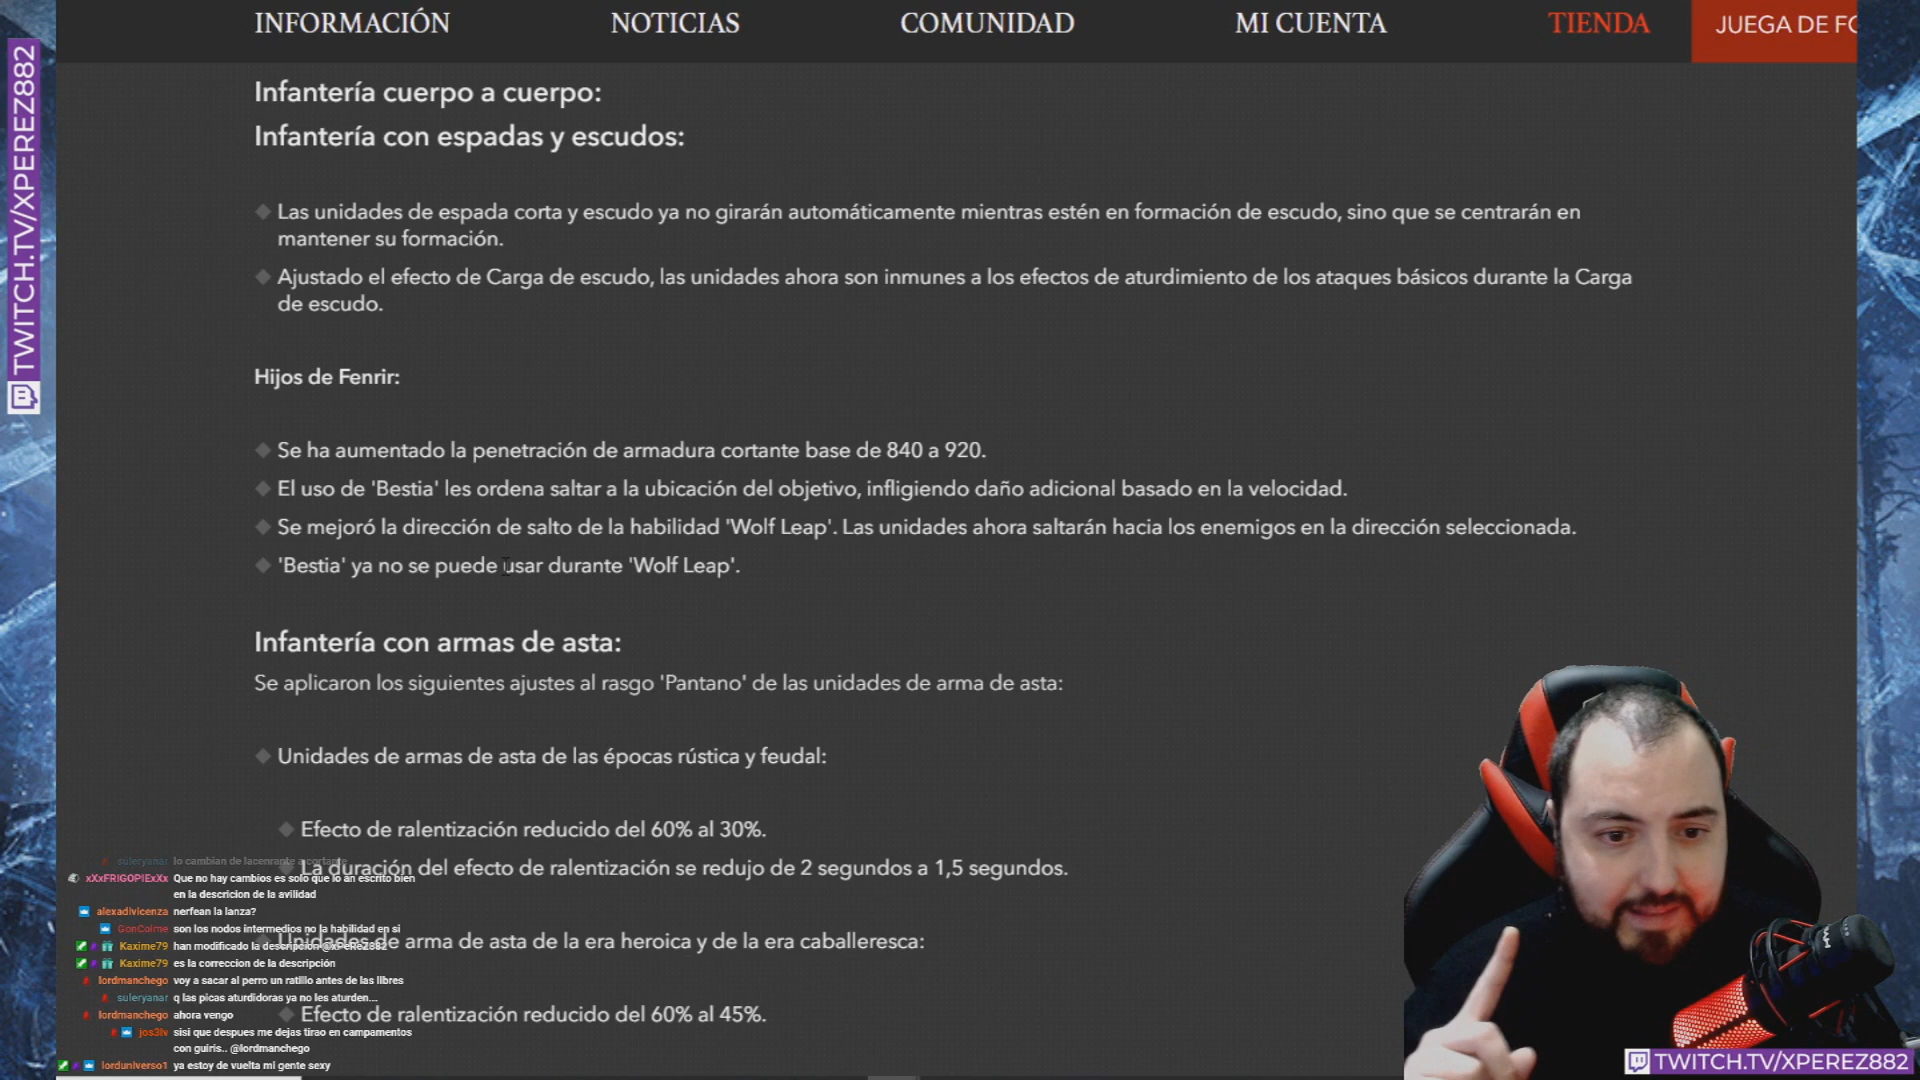 INFORMACIÓN NOTICIAS COMUNIDAD MI CUENTA TIENDA JUEGA DE FO
TWITCH.TV/XPEREZ882
Infantería cuerpo a cuerpo:
Infantería con espadas y escudos:
Las unidades de espada corta y escudo ya no girarán automáticamente mientras estén en formación de escudo, sino que se centrarán en
mantener su formación.
Ajustado el efecto de Carga de escudo, las unidades ahora son inmunes a los efectos de aturdimiento de los ataques básicos durante la Carga
de escudo.
Hijos de Fenrir:
Se ha aumentado la penetración de armadura cortante base de 840 a 920.
El uso de 'Bestia' les ordena saltar a la ubicación del objetivo, infligiendo daño adicional basado en la velocidad.
Se mejoró la dirección de salto de la habilidad 'Wolf Leap'. Las unidades ahora saltarán hacia los enemigos en la dirección seleccionada.
'Bestia' ya no se puede usar durante 'Wolf Leap'.
Infantería con armas de asta:
Se aplicaron los siguientes ajustes al rasgo 'Pantano' de las unidades de arma de asta:
Unidades de armas de asta de las épocas rústica y feudal:
Efecto de ralentización reducido del 60% al 30%.
La duración del efecto de ralentización se redujo de 2 segundos a 1,5 segundos.
Unidades de arma de asta de la era heroica y de la era caballeresca:
Efecto de ralentización reducido del 60% al 45%.
suleryanar lo cambian de lacerante a cortante
xXxFRIGOPIExXx Que no hay cambios es solo que lo an escrito bien
en la descricion de la avilidad
alexadivicenza nerfean la lanza?
GonColme son los nodos intermedios no la habilidad en si
Kaxime79 han modificado la descripción @xPeReZ882
Kaxime79 es la correccion de la descripción
lordmanchego voy a sacar al perro un ratillo antes de las libres
suleryanar q las picas aturdidoras ya no les aturden...
lordmanchego ahora vengo
jos3lv sisi que despues me dejas tirao en campamentos
con guiris.. @lordmanchego
lorduniverso1 ya estoy de vuelta mi gente sexy
TWITCH.TV/XPEREZ882